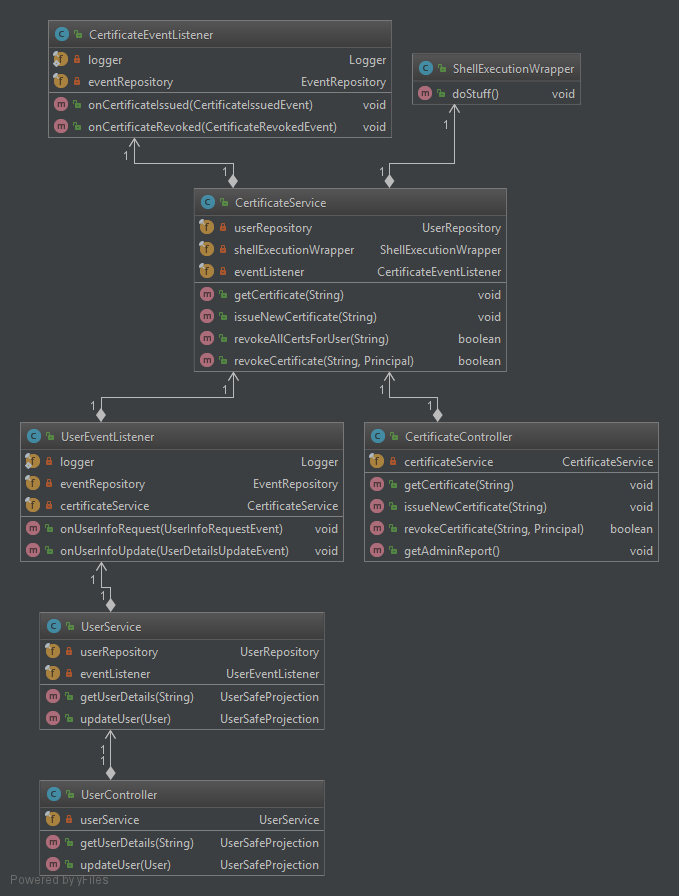 CertificateEventListener
logger Logger
eventRepository EventRepository
onCertificateIssued(CertificateIssuedEvent) void
onCertificateRevoked(CertificateRevokedEvent) void
ShellExecutionWrapper
doStuff() void
1
1
1
1
CertificateService
userRepository UserRepository
shellExecutionWrapper ShellExecutionWrapper
eventListener CertificateEventListener
getCertificate(String) void
issueNewCertificate(String) void
revokeAllCertsForUser(String) boolean
revokeCertificate(String, Principal) boolean
1
1
1
1
UserEventListener
logger Logger
eventRepository EventRepository
certificateService CertificateService
onUserInfoRequest(UserInfoRequestEvent) void
onUserInfoUpdate(UserDetailsUpdateEvent) void
CertificateController
certificateService CertificateService
getCertificate(String) void
issueNewCertificate(String) void
revokeCertificate(String, Principal) boolean
getAdminReport() void
1
1
UserService
userRepository UserRepository
eventListener UserEventListener
getUserDetails(String) UserSafeProjection
updateUser(User) UserSafeProjection
1
1
UserController
userService UserService
getUserDetails(String) UserSafeProjection
updateUser(User) UserSafeProjection
Powered by yFiles